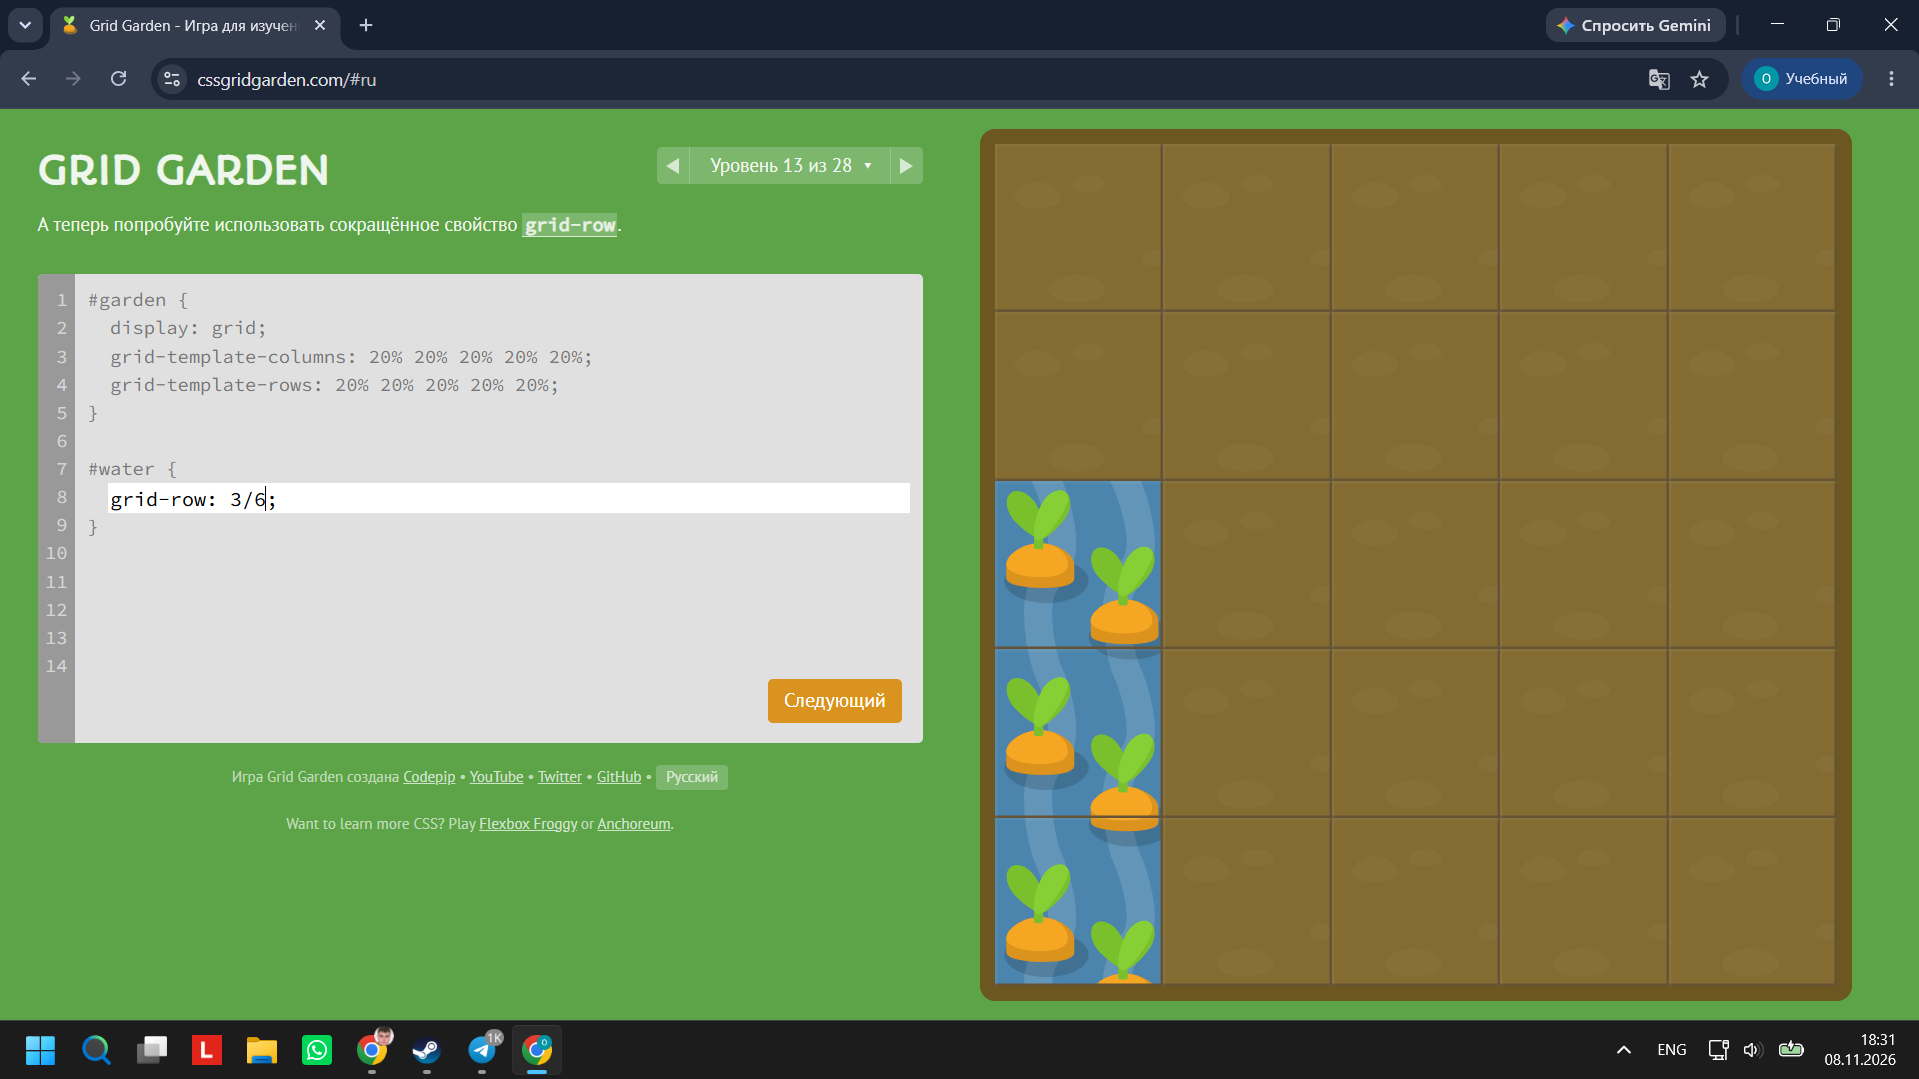 Grid Garden - Игра для изучен
Спросить Gemini
cssgridgarden.com/#ru
O Учебный
GRID GARDEN
Уровень 13 из 28
А теперь попробуйте использовать сокращённое свойство grid-row.
1 #garden {
2 display: grid;
3 grid-template-columns: 20% 20% 20% 20% 20%;
4 grid-template-rows: 20% 20% 20% 20% 20%;
5 }
6
7 #water {
8 grid-row: 3/6;
9 }
10
11
12
13
14
Следующий
Игра Grid Garden создана Codepip • YouTube • Twitter • GitHub • Русский
Want to learn more CSS? Play Flexbox Froggy or Anchoreum.
L
1K
O
ENG
18:31
08.11.2026